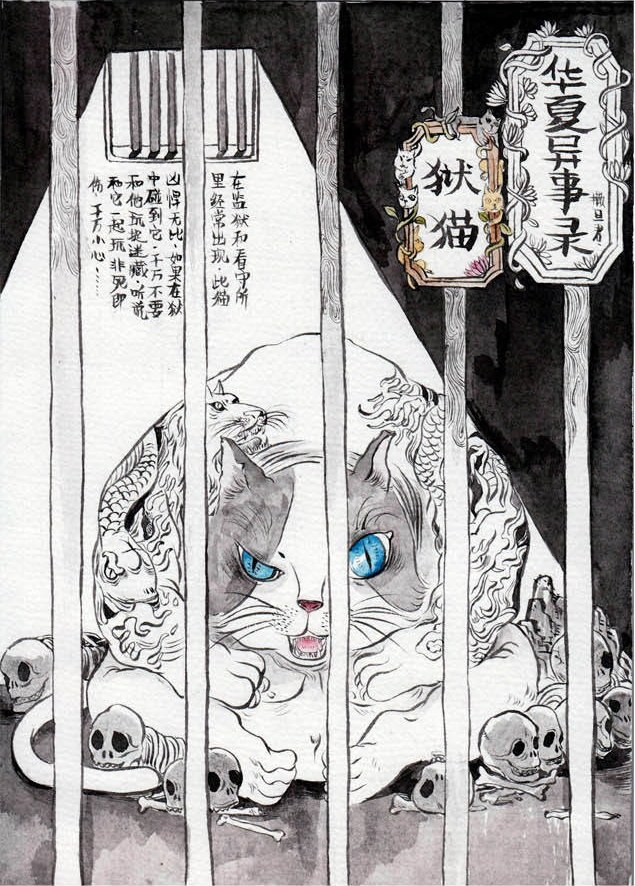 华夏异事录
狱猫
在监狱和看守所
里经常出现,此猫
凶悍无比,如果在狱
中碰到它,千万不要
和他玩捉迷藏,听说
和它一起玩非死即
伤,千万小心……